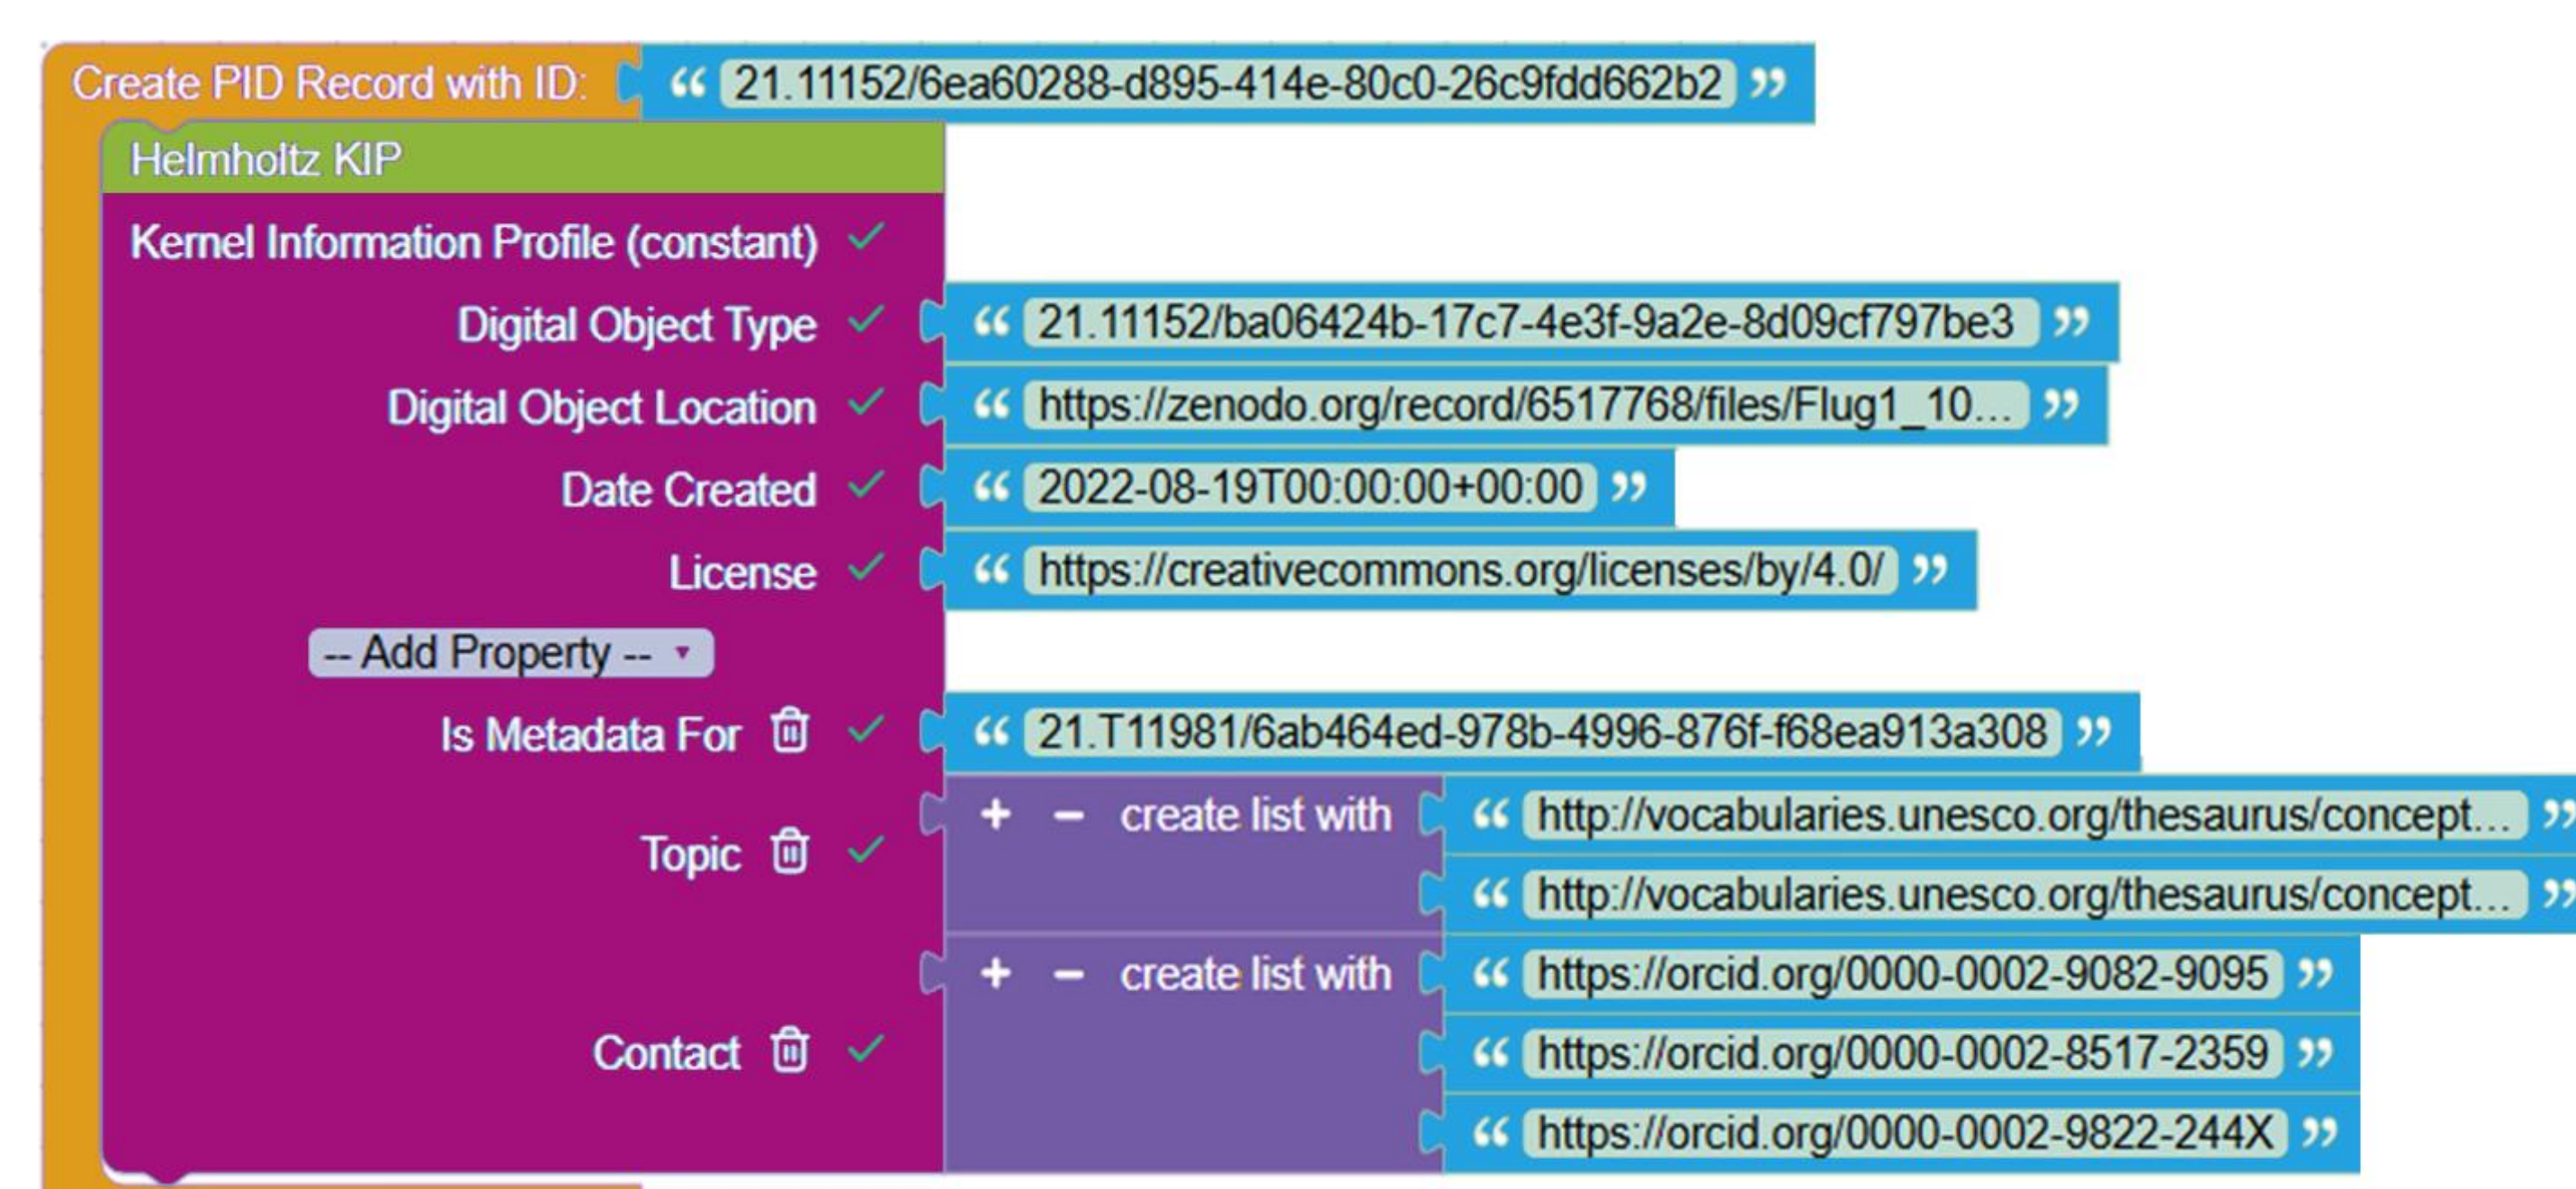 Create PID Record with ID: “ 21.11152/6ea60288-d895-414e-80c0-26c9fdd662b2 ”
Helmholtz KIP
Kernel Information Profile (constant) ✓
Digital Object Type ✓ “ 21.11152/ba06424b-17c7-4e3f-9a2e-8d09cf797be3 ”
Digital Object Location ✓ “ https://zenodo.org/record/6517768/files/Flug1_10... ”
Date Created ✓ “ 2022-08-19T00:00:00+00:00 ”
License ✓ “ https://creativecommons.org/licenses/by/4.0/ ”
-- Add Property -- ▾
Is Metadata For ✓ “ 21.T11981/6ab464ed-978b-4996-876f-f68ea913a308 ”
+ − create list with “ http://vocabularies.unesco.org/thesaurus/concept... ”
Topic ✓
“ http://vocabularies.unesco.org/thesaurus/concept... ”
+ − create list with “ https://orcid.org/0000-0002-9082-9095 ”
Contact ✓ “ https://orcid.org/0000-0002-8517-2359 ”
“ https://orcid.org/0000-0002-9822-244X ”